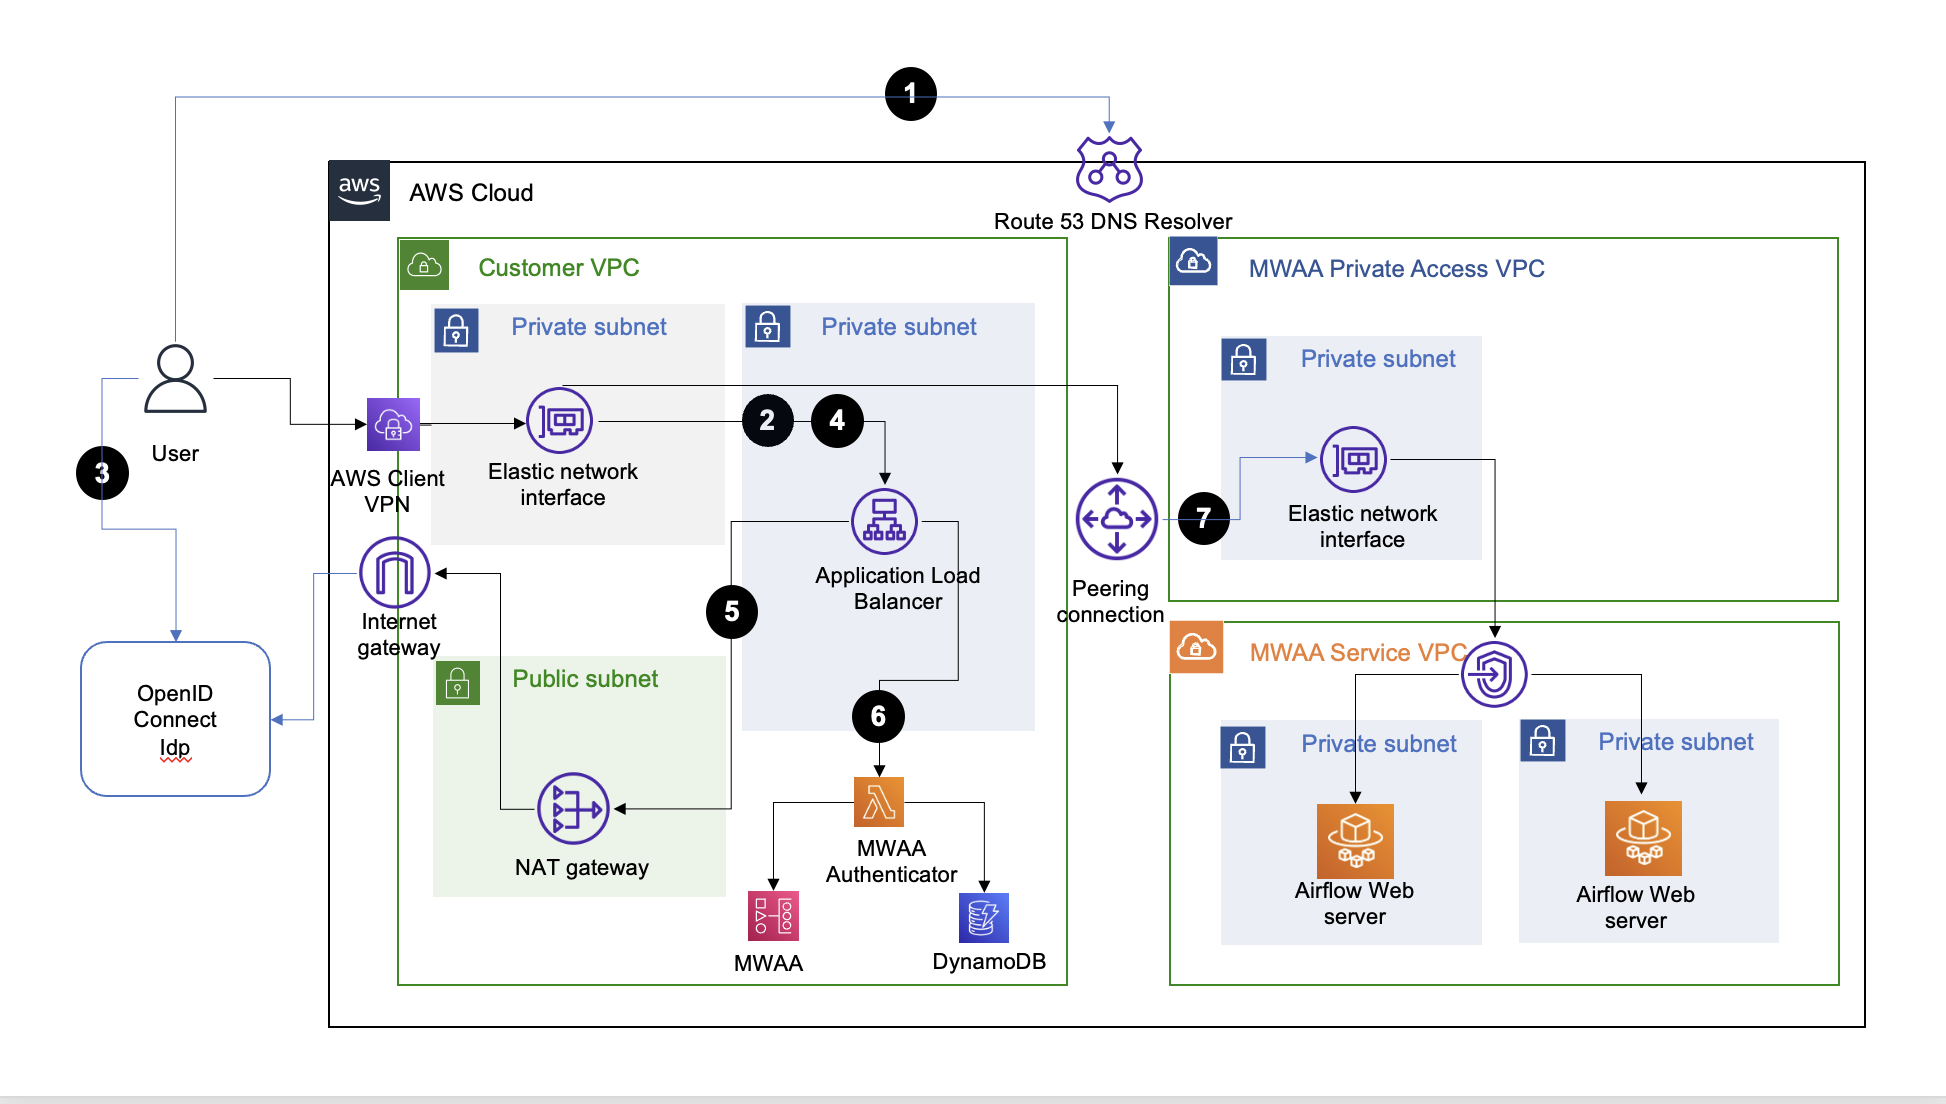 1
aws
AWS Cloud
Route 53 DNS Resolver
Customer VPC
MWAA Private Access VPC
Private subnet
Private subnet
Private subnet
2
4
User
3
AWS Client
VPN
Elastic network
interface
7
Elastic network
interface
Application Load
Balancer
Peering
connection
5
Internet
gateway
MWAA Service VPC
Public subnet
OpenID
Connect
Idp
6
Private subnet
Private subnet
NAT gateway
MWAA
Authenticator
Airflow Web
server
Airflow Web
server
MWAA
DynamoDB